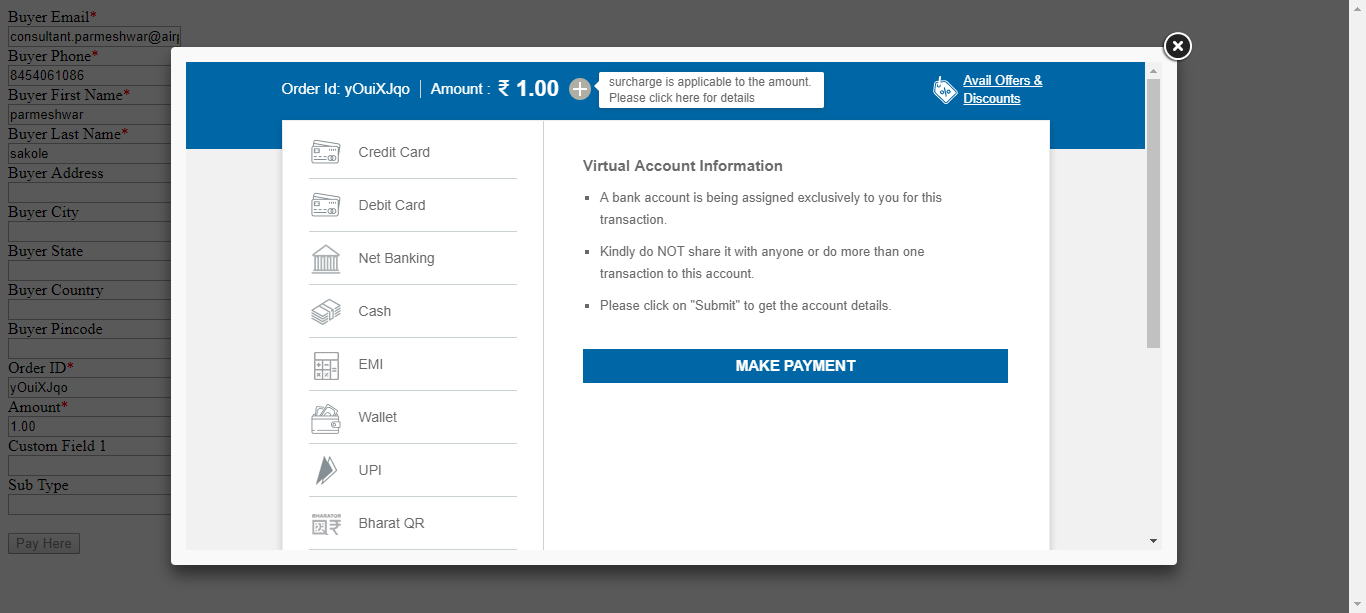 Buyer Email*
consultant.parmeshwar@airp
Buyer Phone*
8454061086
Buyer First Name*
parmeshwar
Buyer Last Name*
sakole
Buyer Address
Buyer City
Buyer State
Buyer Country
Buyer Pincode
Order ID*
yOuiXJqo
Amount*
1.00
Custom Field 1
Sub Type
Pay Here
Order Id: yOuiXJqo | Amount : ₹ 1.00
surcharge is applicable to the amount.
Please click here for details
Avail Offers &
Discounts
Credit Card
Debit Card
Net Banking
Cash
EMI
Wallet
UPI
BHARATQR
Bharat QR
Virtual Account Information
A bank account is being assigned exclusively to you for this
transaction.
Kindly do NOT share it with anyone or do more than one
transaction to this account.
Please click on "Submit" to get the account details.
MAKE PAYMENT